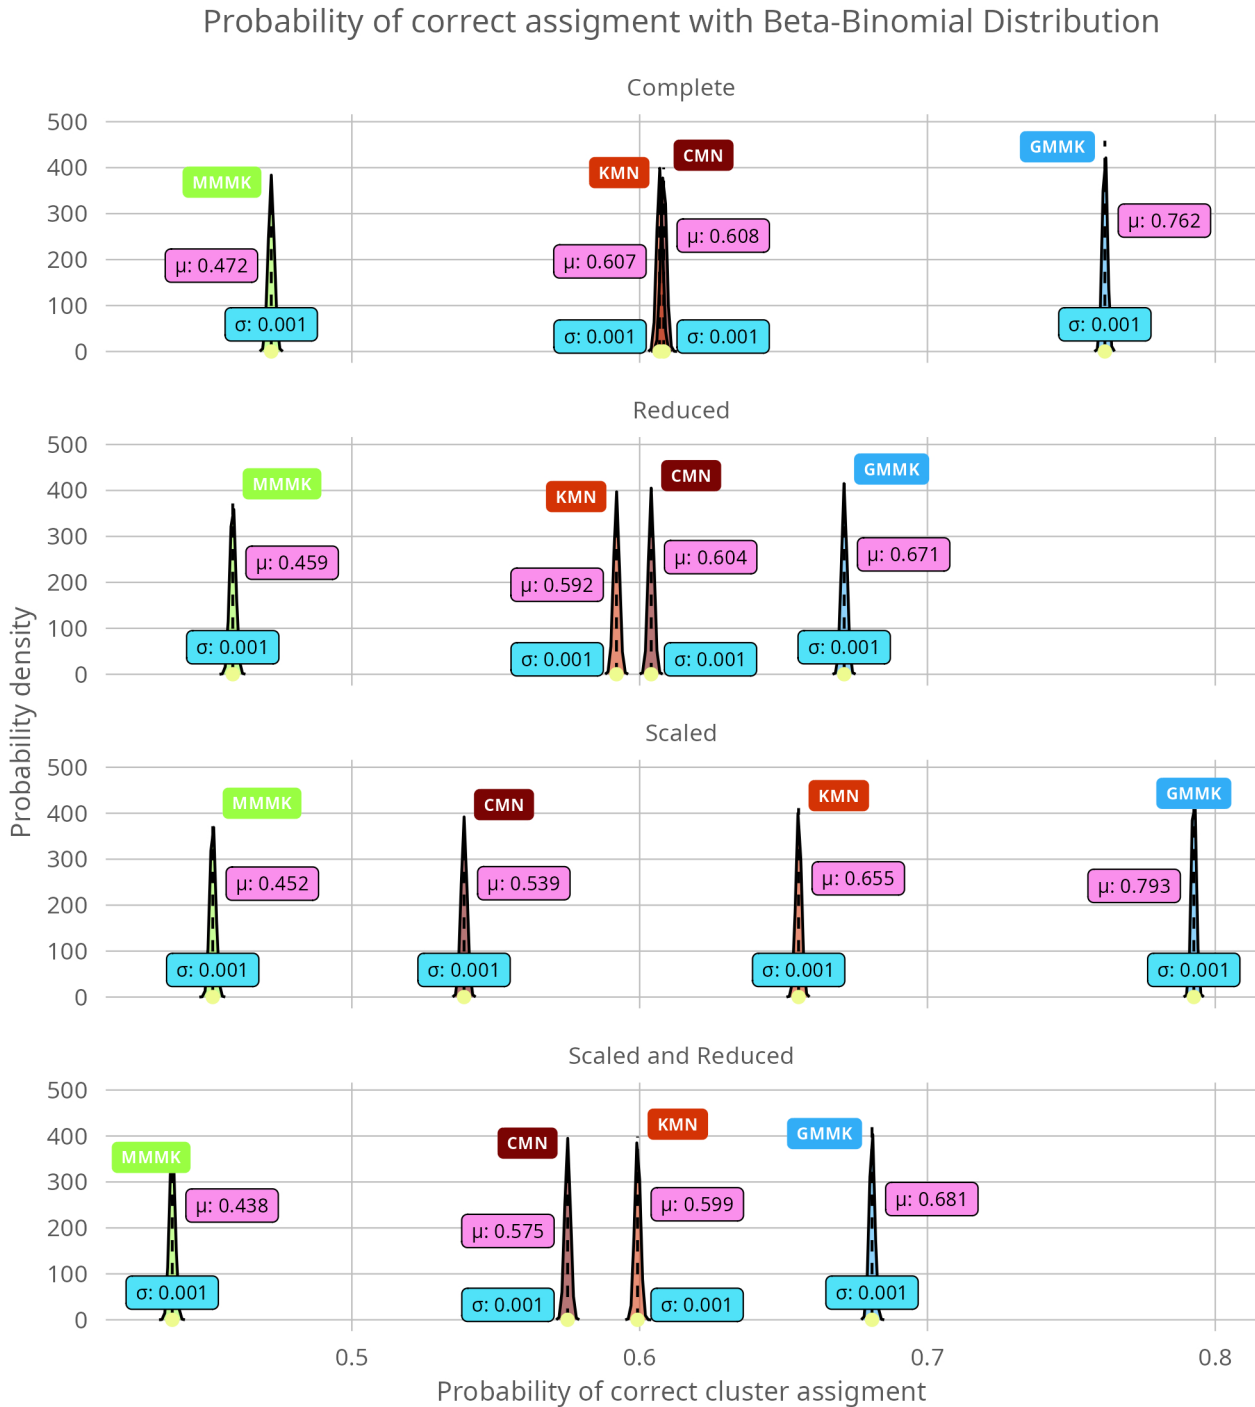 Probability of correct assigment with Beta-Binomial Distribution
Complete
500
400
300
200
100
0
MMMK
KMN
CMN
GMMK
μ: 0.472
μ: 0.607
μ: 0.608
μ: 0.762
σ: 0.001
σ: 0.001
σ: 0.001
σ: 0.001
Reduced
500
400
300
200
100
0
MMMK
KMN
CMN
GMMK
μ: 0.459
μ: 0.592
μ: 0.604
μ: 0.671
σ: 0.001
σ: 0.001
σ: 0.001
σ: 0.001
Probability density
Scaled
500
400
300
200
100
0
MMMK
CMN
KMN
GMMK
μ: 0.452
μ: 0.539
μ: 0.655
μ: 0.793
σ: 0.001
σ: 0.001
σ: 0.001
σ: 0.001
Scaled and Reduced
500
400
300
200
100
0
MMMK
CMN
KMN
GMMK
μ: 0.438
μ: 0.575
μ: 0.599
μ: 0.681
σ: 0.001
σ: 0.001
σ: 0.001
σ: 0.001
0.5
0.6
0.7
0.8
Probability of correct cluster assigment